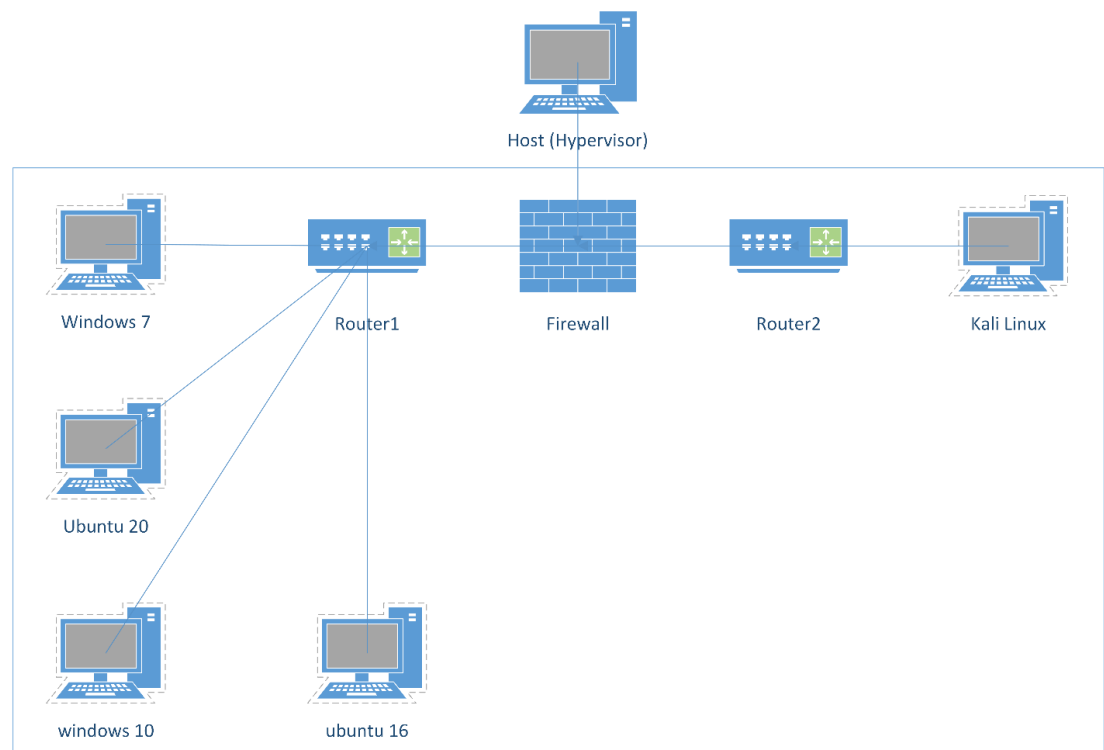 Host (Hypervisor)
Windows 7
Router1
Firewall
Router2
Kali Linux
Ubuntu 20
windows 10
ubuntu 16